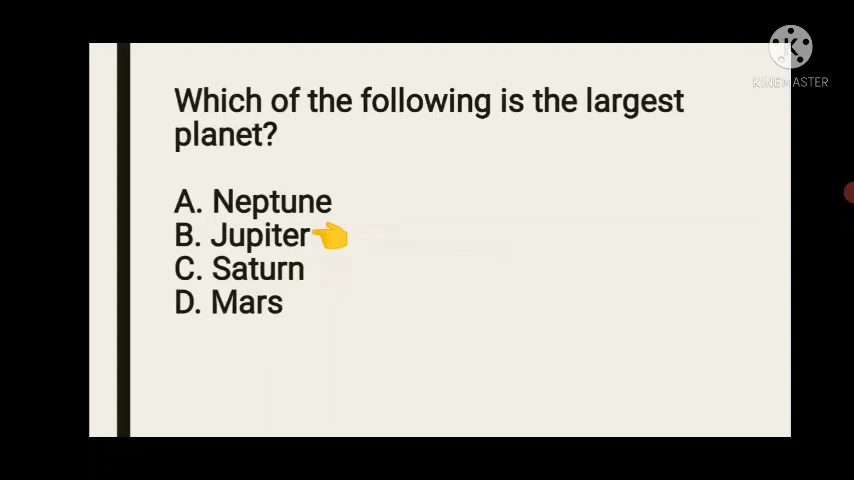 Which of the following is the largest
planet?
A. Neptune
B. Jupiter
C. Saturn
D. Mars
K
KINEMASTER